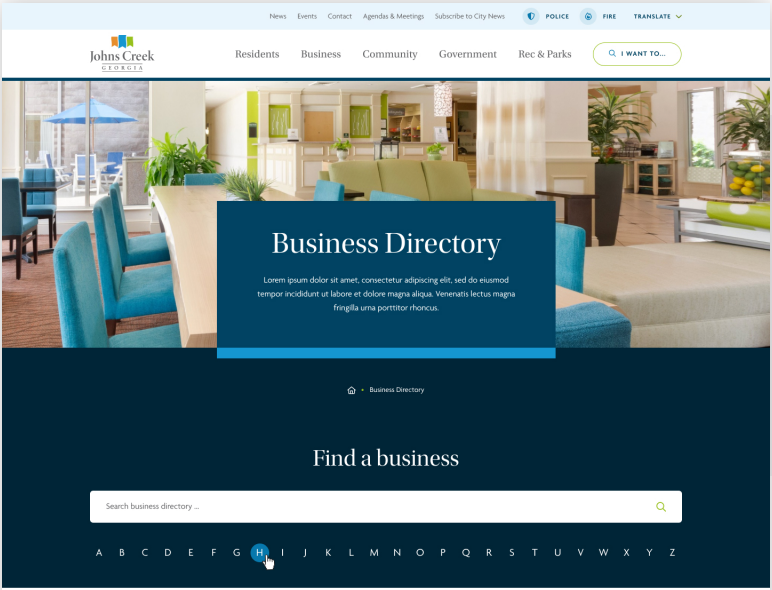 News Events Contact Agendas & Meetings Subscribe to City News POLICE FIRE TRANSLATE
Johns Creek
GEORGIA
Residents Business Community Government Rec & Parks I WANT TO...
Business Directory
Lorem ipsum dolor sit amet, consectetur adipiscing elit, sed do eiusmod
tempor incididunt ut labore et dolore magna aliqua. Venenatis lectus magna
fringilla urna porttitor rhoncus.
Business Directory
Find a business
Search business directory ...
A B C D E F G H I J K L M N O P Q R S T U V W X Y Z